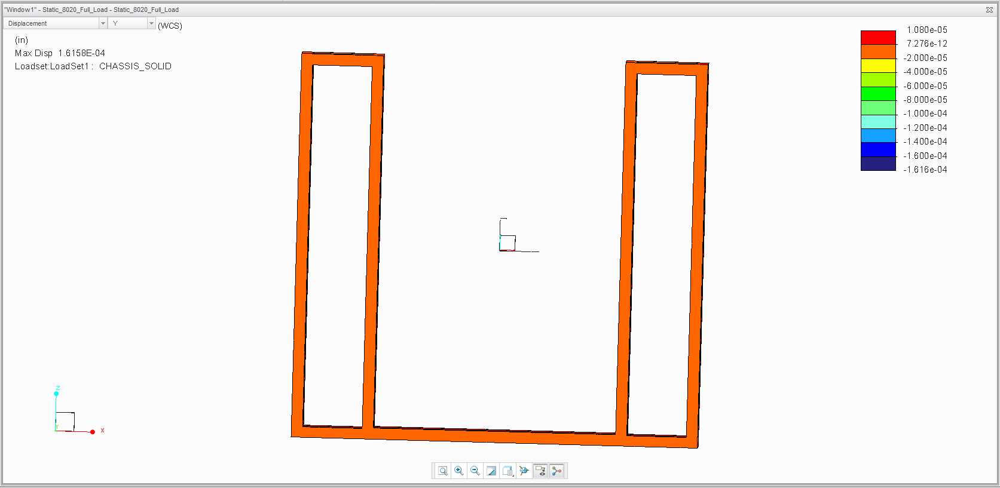 "Window1" - Static_8020_Full_Load - Static_8020_Full_Load
Displacement Y (WCS)
(in)
Max Disp 1.6158E-04
Loadset:LoadSet1 : CHASSIS_SOLID
1.080e-05
7.276e-12
-2.000e-05
-4.000e-05
-6.000e-05
-8.000e-05
-1.000e-04
-1.200e-04
-1.400e-04
-1.600e-04
-1.616e-04
Z
Y
X